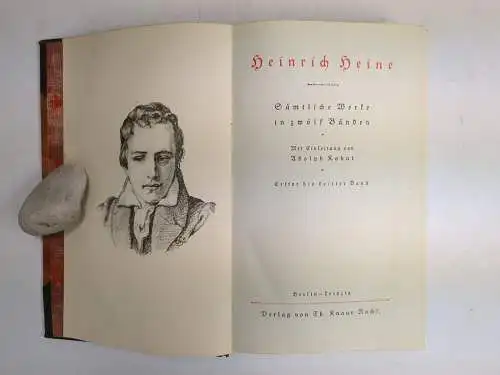 Heinrich Heine
Sämtliche Werke
in zwölf Bänden
Mit Einleitung von
Adolph Kohut
Erster bis dritter Band
Berlin–Leipzig
Verlag von Th. Knaur Nachf.